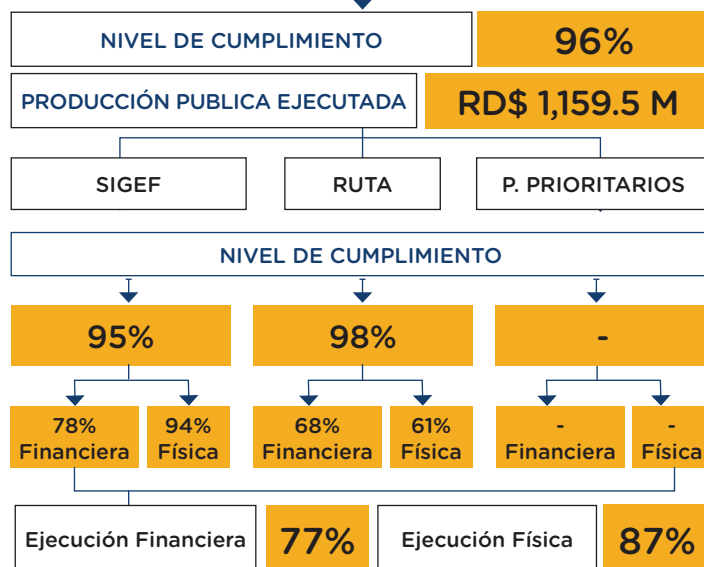 NIVEL DE CUMPLIMIENTO 96%
PRODUCCIÓN PUBLICA EJECUTADA RD$ 1,159.5 M
SIGEF RUTA P. PRIORITARIOS
NIVEL DE CUMPLIMIENTO
95% 98% -
78% 94% 68% 61% - -
Financiera Física Financiera Física Financiera Física
Ejecución Financiera 77% Ejecución Física 87%